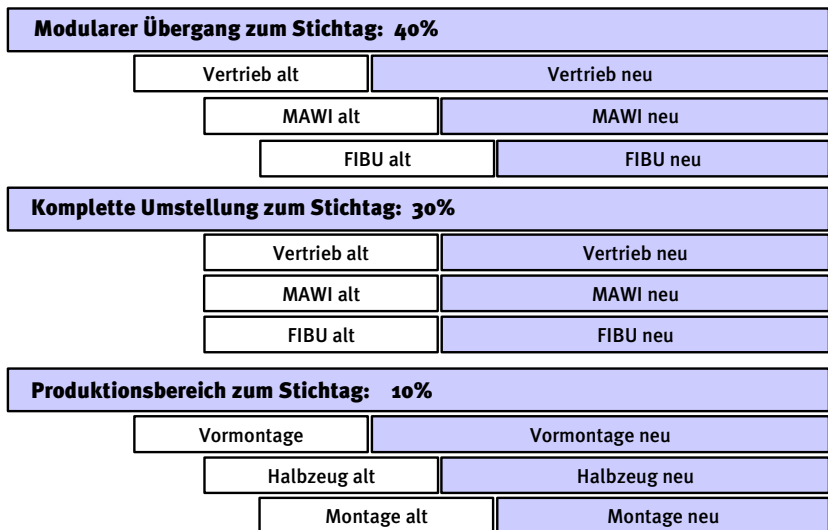 Modularer Übergang zum Stichtag: 40%
Vertrieb alt Vertrieb neu
MAWI alt MAWI neu
FIBU alt FIBU neu
Komplette Umstellung zum Stichtag: 30%
Vertrieb alt Vertrieb neu
MAWI alt MAWI neu
FIBU alt FIBU neu
Produktionsbereich zum Stichtag: 10%
Vormontage Vormontage neu
Halbzeug alt Halbzeug neu
Montage alt Montage neu